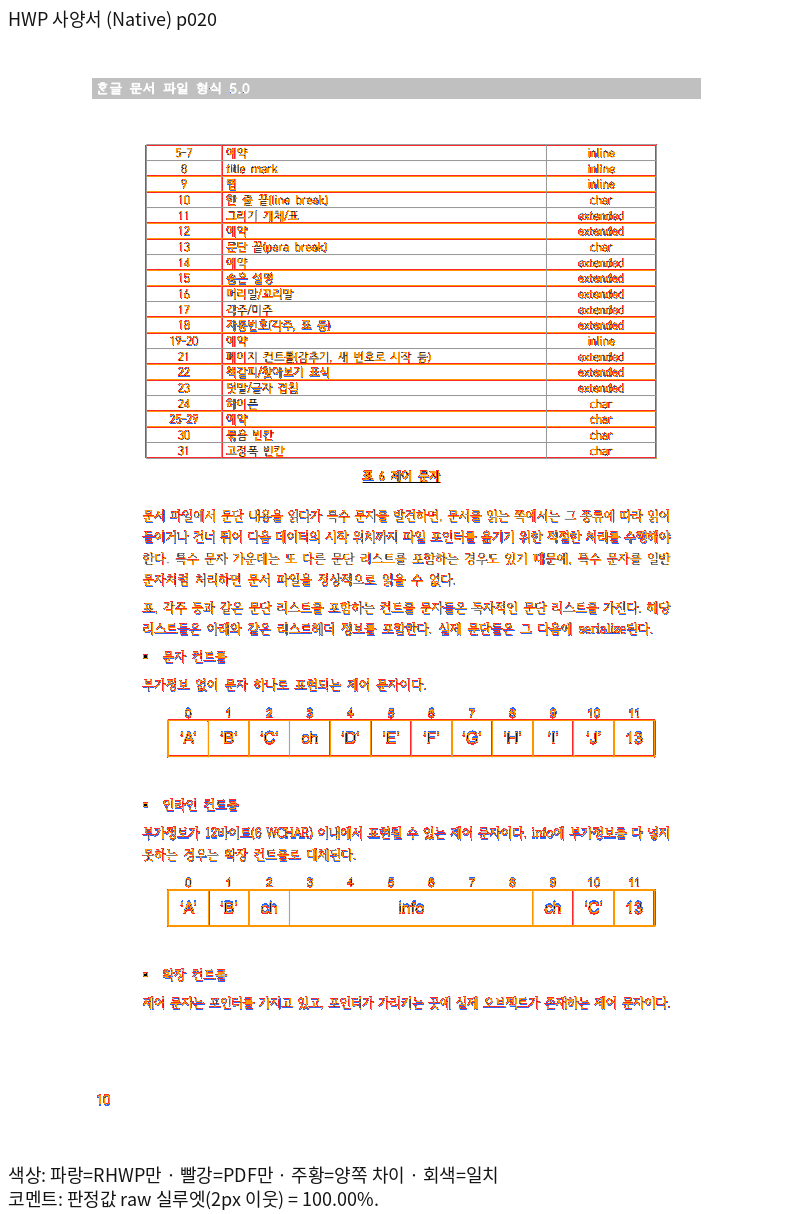 HWP 사양서 (Native) p020
한글 문서 파일 형식 5.0
5-7 예약 inline
8 title mark inline
9 탭 inline
10 한 줄 끝(line break) char
11 그리기 개체/표 extended
12 예약 extended
13 문단 끝(para break) char
14 예약 extended
15 숨은 설명 extended
16 머리말/꼬리말 extended
17 각주/미주 extended
18 자동번호(각주, 표 등) extended
19-20 예약 inline
21 페이지 컨트롤(감추기, 새 번호로 시작 등) extended
22 책갈피/찾아보기 표식 extended
23 덧말/글자 겹침 extended
24 하이픈 char
25-29 예약 char
30 묶음 빈칸 char
31 고정폭 빈칸 char
표 6 제어 문자
문서 파일에서 문단 내용을 읽다가 특수 문자를 발견하면, 문서를 읽는 쪽에서는 그 종류에 따라 읽어
들이거나 건너 뛰어 다음 데이터의 시작 위치까지 파일 포인터를 옮기기 위한 적절한 처리를 수행해야
한다. 특수 문자 가운데는 또 다른 문단 리스트를 포함하는 경우도 있기 때문에, 특수 문자를 일반
문자처럼 처리하면 문서 파일을 정상적으로 읽을 수 없다.
표, 각주 등과 같은 문단 리스트를 포함하는 컨트롤 문자들은 독자적인 문단 리스트를 가진다. 해당
리스트들은 아래와 같은 리스트헤더 정보를 포함한다. 실제 문단들은 그 다음에 serialize된다.
▪ 문자 컨트롤
부가정보 없이 문자 하나로 표현되는 제어 문자이다.
0 1 2 3 4 5 6 7 8 9 10 11
‘A’ ‘B’ ‘C’ ch ‘D’ ‘E’ ‘F’ ‘G’ ‘H’ ‘I’ ‘J’ 13
▪ 인라인 컨트롤
부가정보가 12바이트(6 WCHAR) 이내에서 표현될 수 있는 제어 문자이다. info에 부가정보를 다 넣지
못하는 경우는 확장 컨트롤로 대체된다.
0 1 2 3 4 5 6 7 8 9 10 11
‘A’ ‘B’ ch info ch ‘C’ 13
▪ 확장 컨트롤
제어 문자는 포인터를 가지고 있고, 포인터가 가리키는 곳에 실제 오브젝트가 존재하는 제어 문자이다.
10
색상: 파랑=RHWP만 · 빨강=PDF만 · 주황=양쪽 차이 · 회색=일치
코멘트: 판정값 raw 실루엣(2px 이웃) = 100.00%.